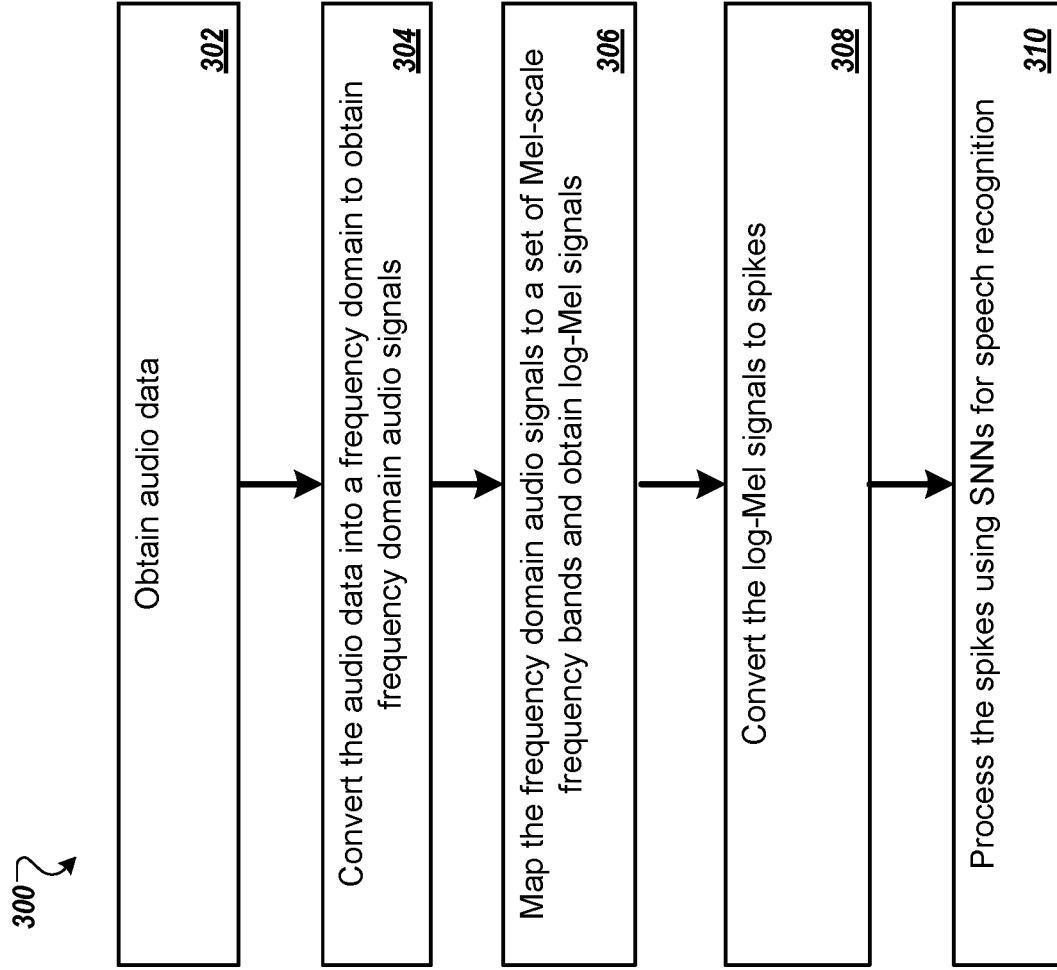 300
Obtain audio data
302
Convert the audio data into a frequency domain to obtain
frequency domain audio signals
304
Map the frequency domain audio signals to a set of Mel-scale
frequency bands and obtain log-Mel signals
306
Convert the log-Mel signals to spikes
308
Process the spikes using SNNs for speech recognition
310